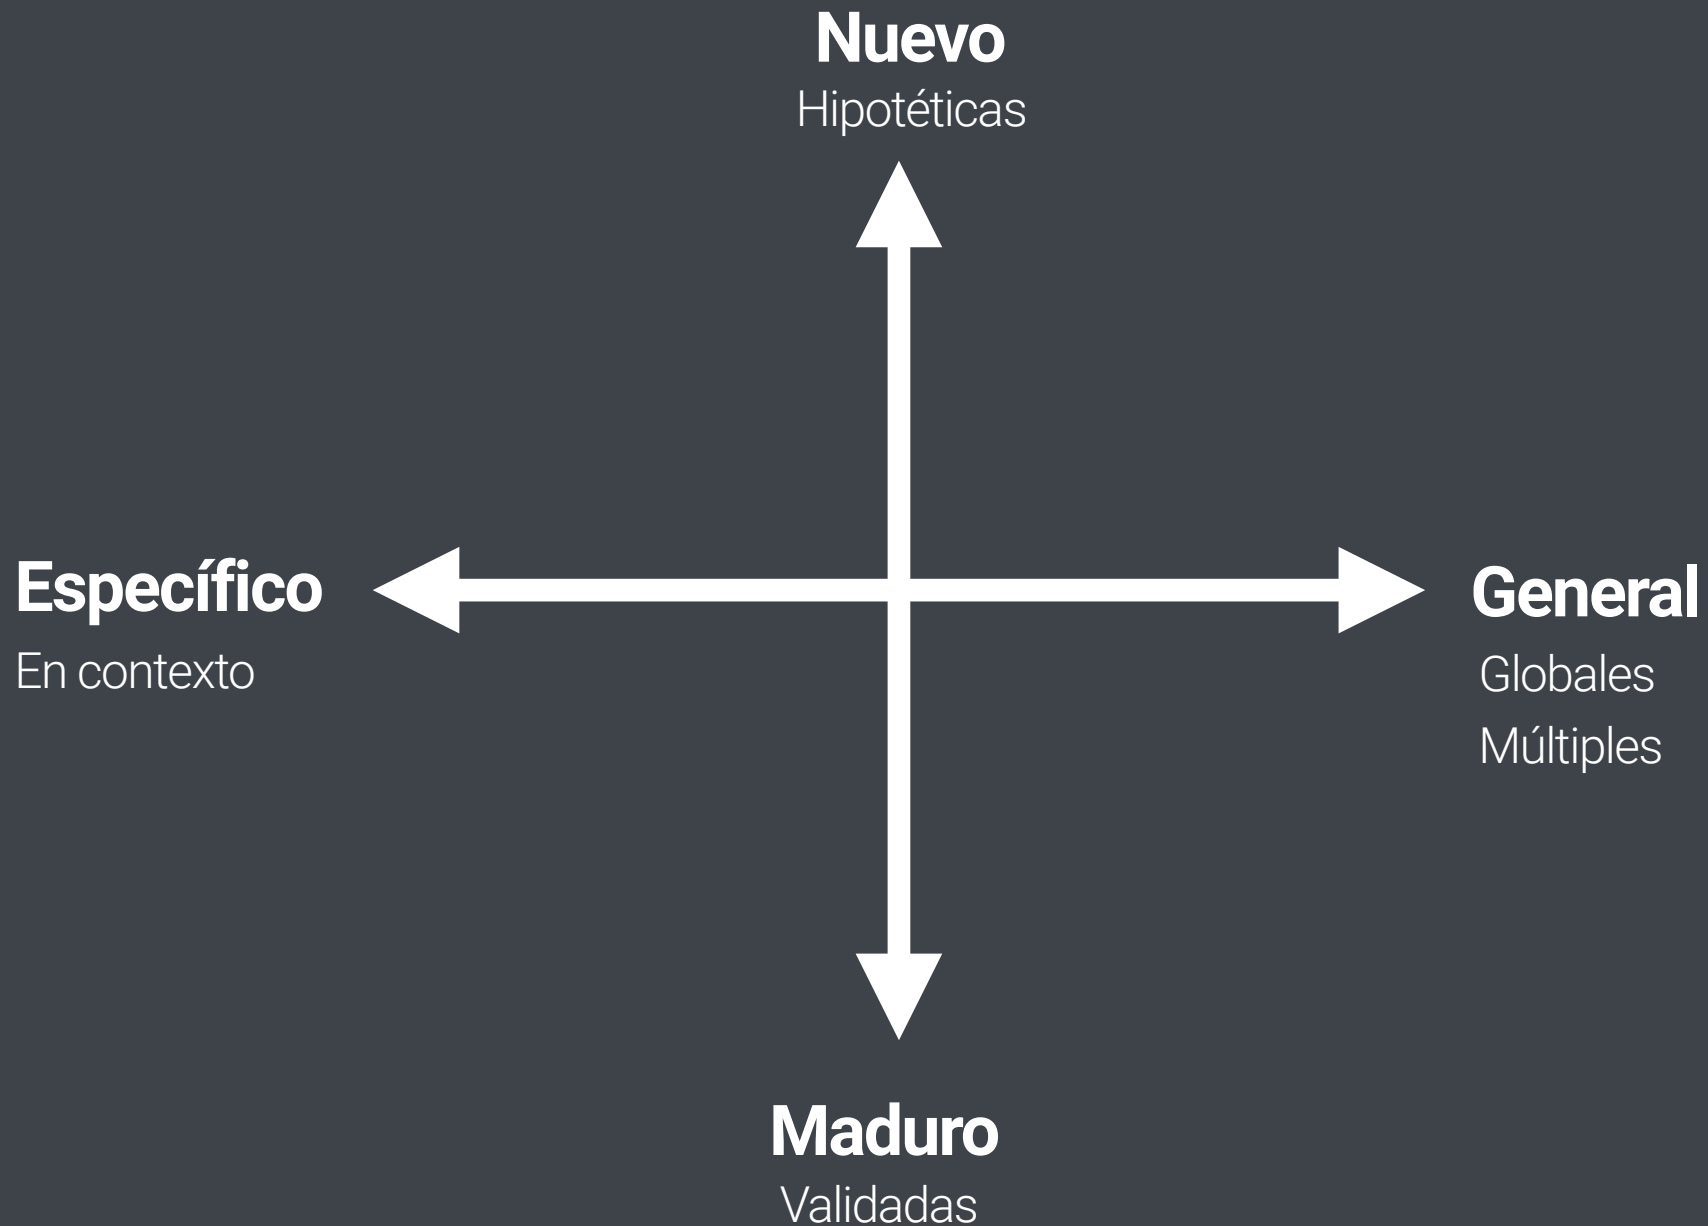 Nuevo
Hipotéticas
Específico
En contexto
General
Globales
Múltiples
Maduro
Validadas